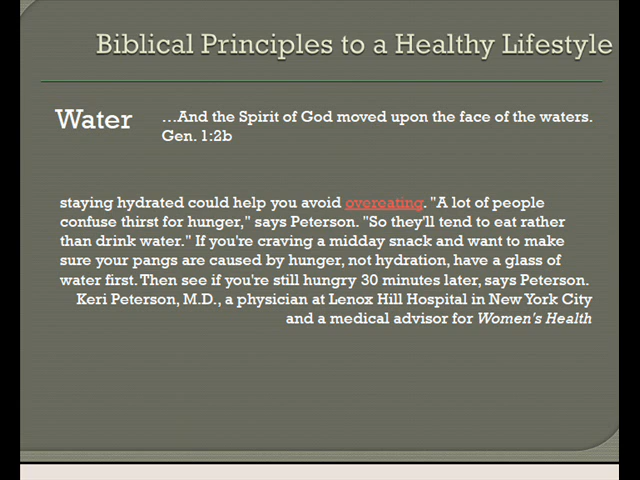 Biblical Principles to a Healthy Lifestyle
Water
…And the Spirit of God moved upon the face of the waters.
Gen. 1:2b
staying hydrated could help you avoid overeating. "A lot of people
confuse thirst for hunger," says Peterson. "So they'll tend to eat rather
than drink water." If you're craving a midday snack and want to make
sure your pangs are caused by hunger, not hydration, have a glass of
water first. Then see if you're still hungry 30 minutes later, says Peterson.
Keri Peterson, M.D., a physician at Lenox Hill Hospital in New York City
and a medical advisor for Women's Health